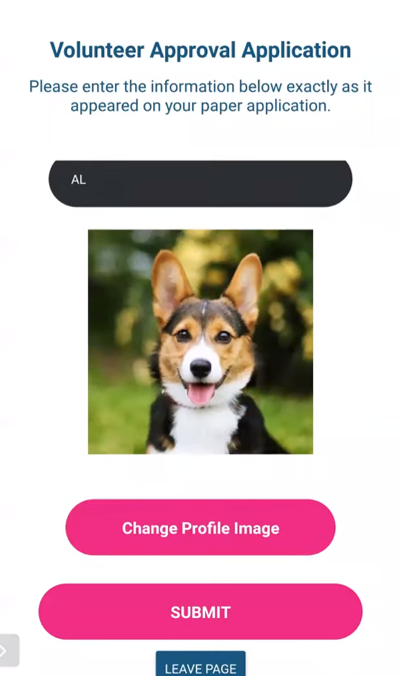 Volunteer Approval Application
Please enter the information below exactly as it
appeared on your paper application.
AL
Change Profile Image
SUBMIT
LEAVE PAGE